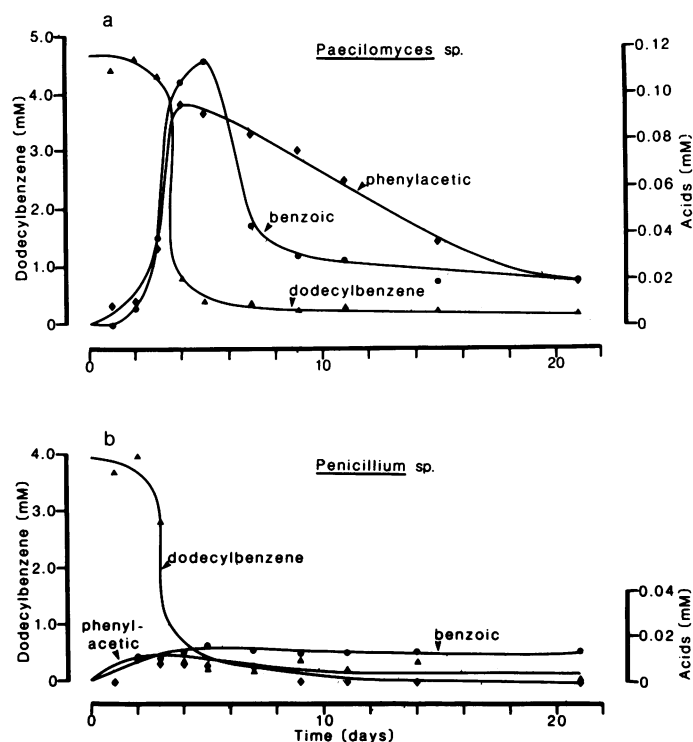 a
Paecilomyces sp.
Dodecylbenzene (mM)
5.0
4.0
3.0
2.0
1.0
0
Acids (mM)
0.12
0.10
0.08
0.06
0.04
0.02
0
phenylacetic
benzoic
dodecylbenzene
0
10
20
b
Penicillium sp.
Dodecylbenzene (mM)
4.0
3.0
2.0
1.0
0
Acids (mM)
0.04
0.02
0
dodecylbenzene
phenyl-
acetic
benzoic
0
10
20
Time (days)